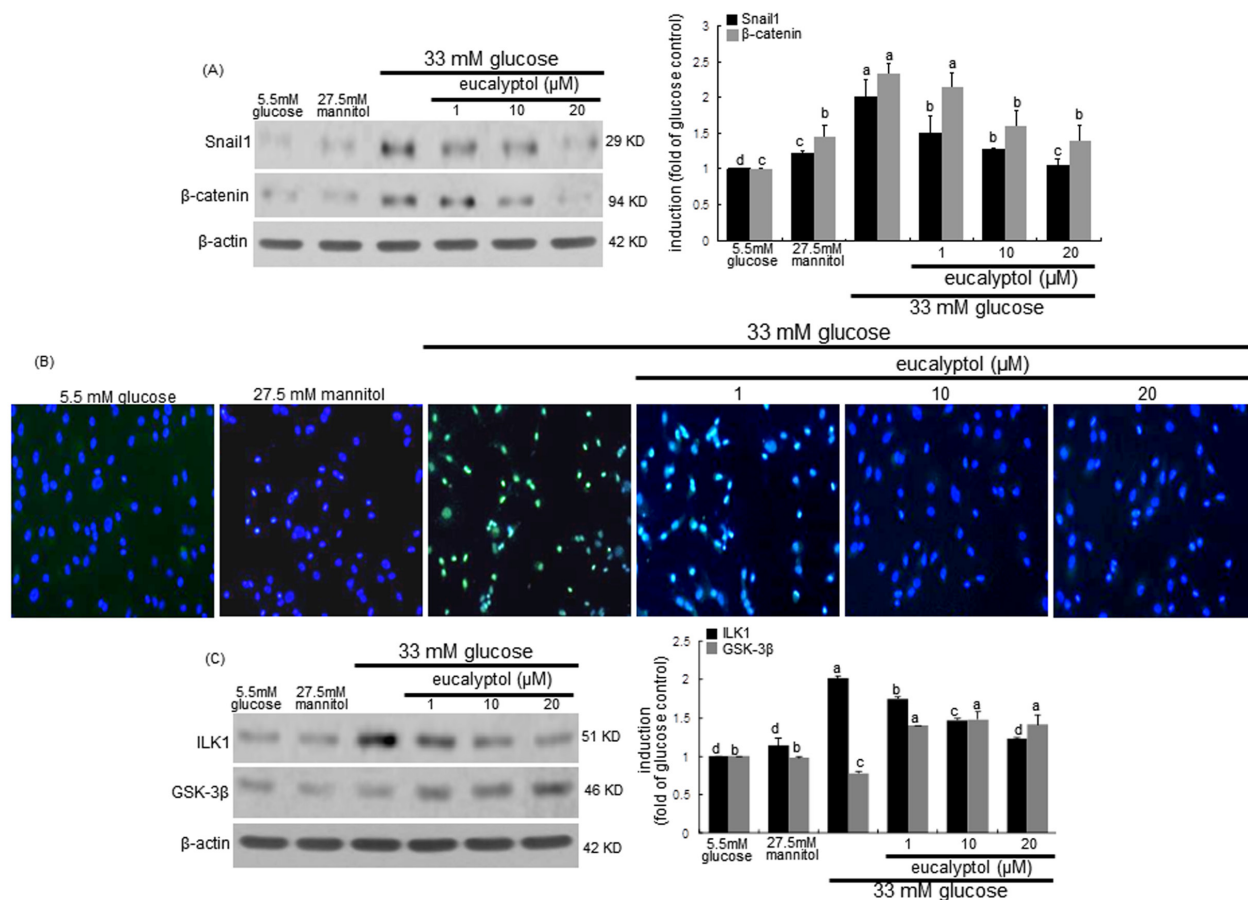 (A)
33 mM glucose
eucalyptol (µM)
5.5mM glucose
27.5mM mannitol
1 10 20
Snail1 29 KD
β-catenin 94 KD
β-actin 42 KD
Snail1
β-catenin
induction (fold of glucose control)
3
2.5
2
1.5
1
0.5
0
d c c b a a b a b b c b
5.5mM glucose
27.5mM mannitol
1 10 20
eucalyptol (µM)
33 mM glucose
(B)
33 mM glucose
eucalyptol (µM)
5.5 mM glucose 27.5 mM mannitol 1 10 20
(C)
33 mM glucose
eucalyptol (µM)
5.5mM glucose
27.5mM mannitol
1 10 20
ILK1 51 KD
GSK-3β 46 KD
β-actin 42 KD
ILK1
GSK-3β
induction
(fold of glucose control)
2.5
2
1.5
1
0.5
0
d b d b a c b a c a d a
5.5mM glucose
27.5mM mannitol
1 10 20
eucalyptol (µM)
33 mM glucose